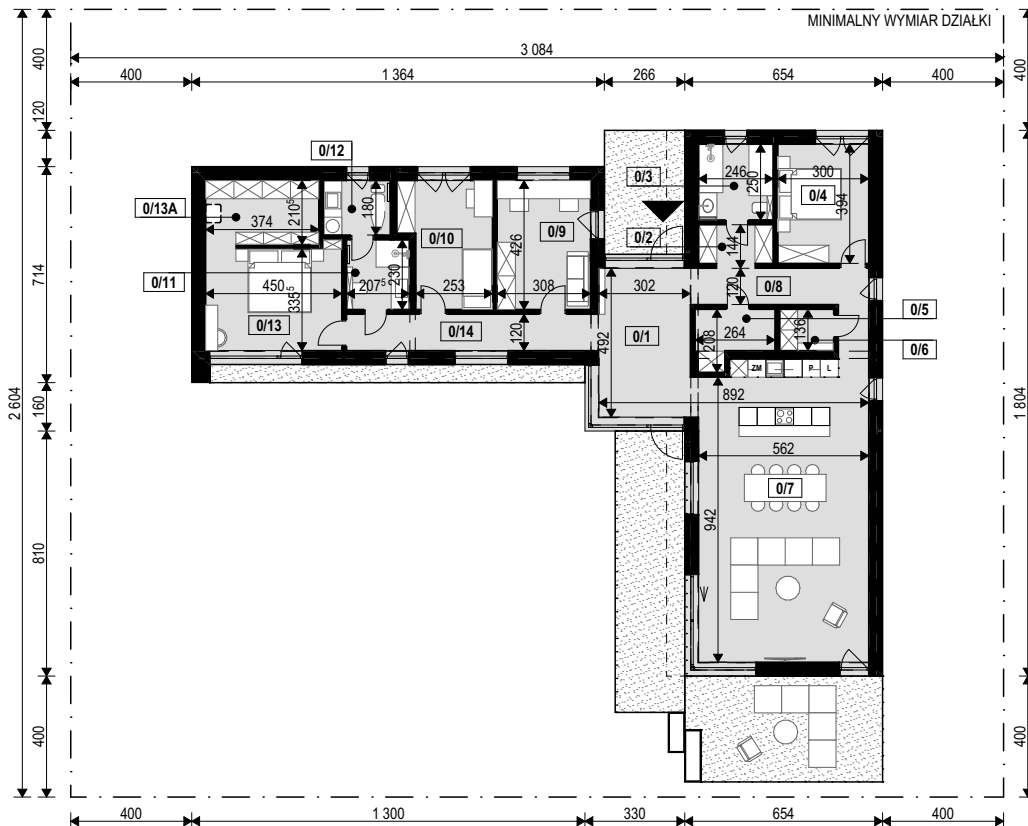 MINIMALNY WYMIAR DZIAŁKI
3 084
400 1 364 266 654 400
400 120 714 160 810 400
2 604
400 1 804 400
0/12
0/3
246 250 300 0/4 394
0/13A
374 210⁵ 180
0/10 426 0/9
0/2
144
0/11
450 335⁵ 207⁵ 230 253 308
302 120 0/8
0/5
0/13 0/14 120 492 0/1 208 264 136
0/6
ZM P L
892
562
0/7
942
400 1 300 330 654 400